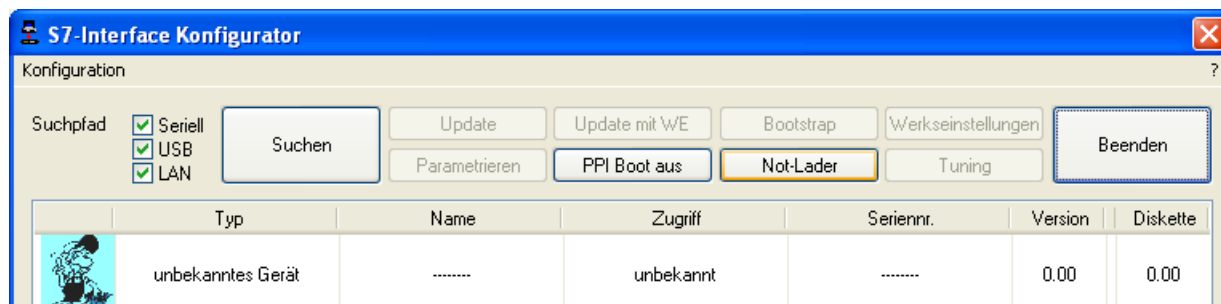 S7-Interface Konfigurator
Konfiguration ?
Suchpfad
Seriell
USB
LAN
Suchen
Update Update mit WE Bootstrap Werkseinstellungen
Parametrieren PPI Boot aus Not-Lader Tuning
Beenden
Typ Name Zugriff Seriennr. Version Diskette
unbekanntes Gerät -------- unbekannt -------- 0.00 0.00